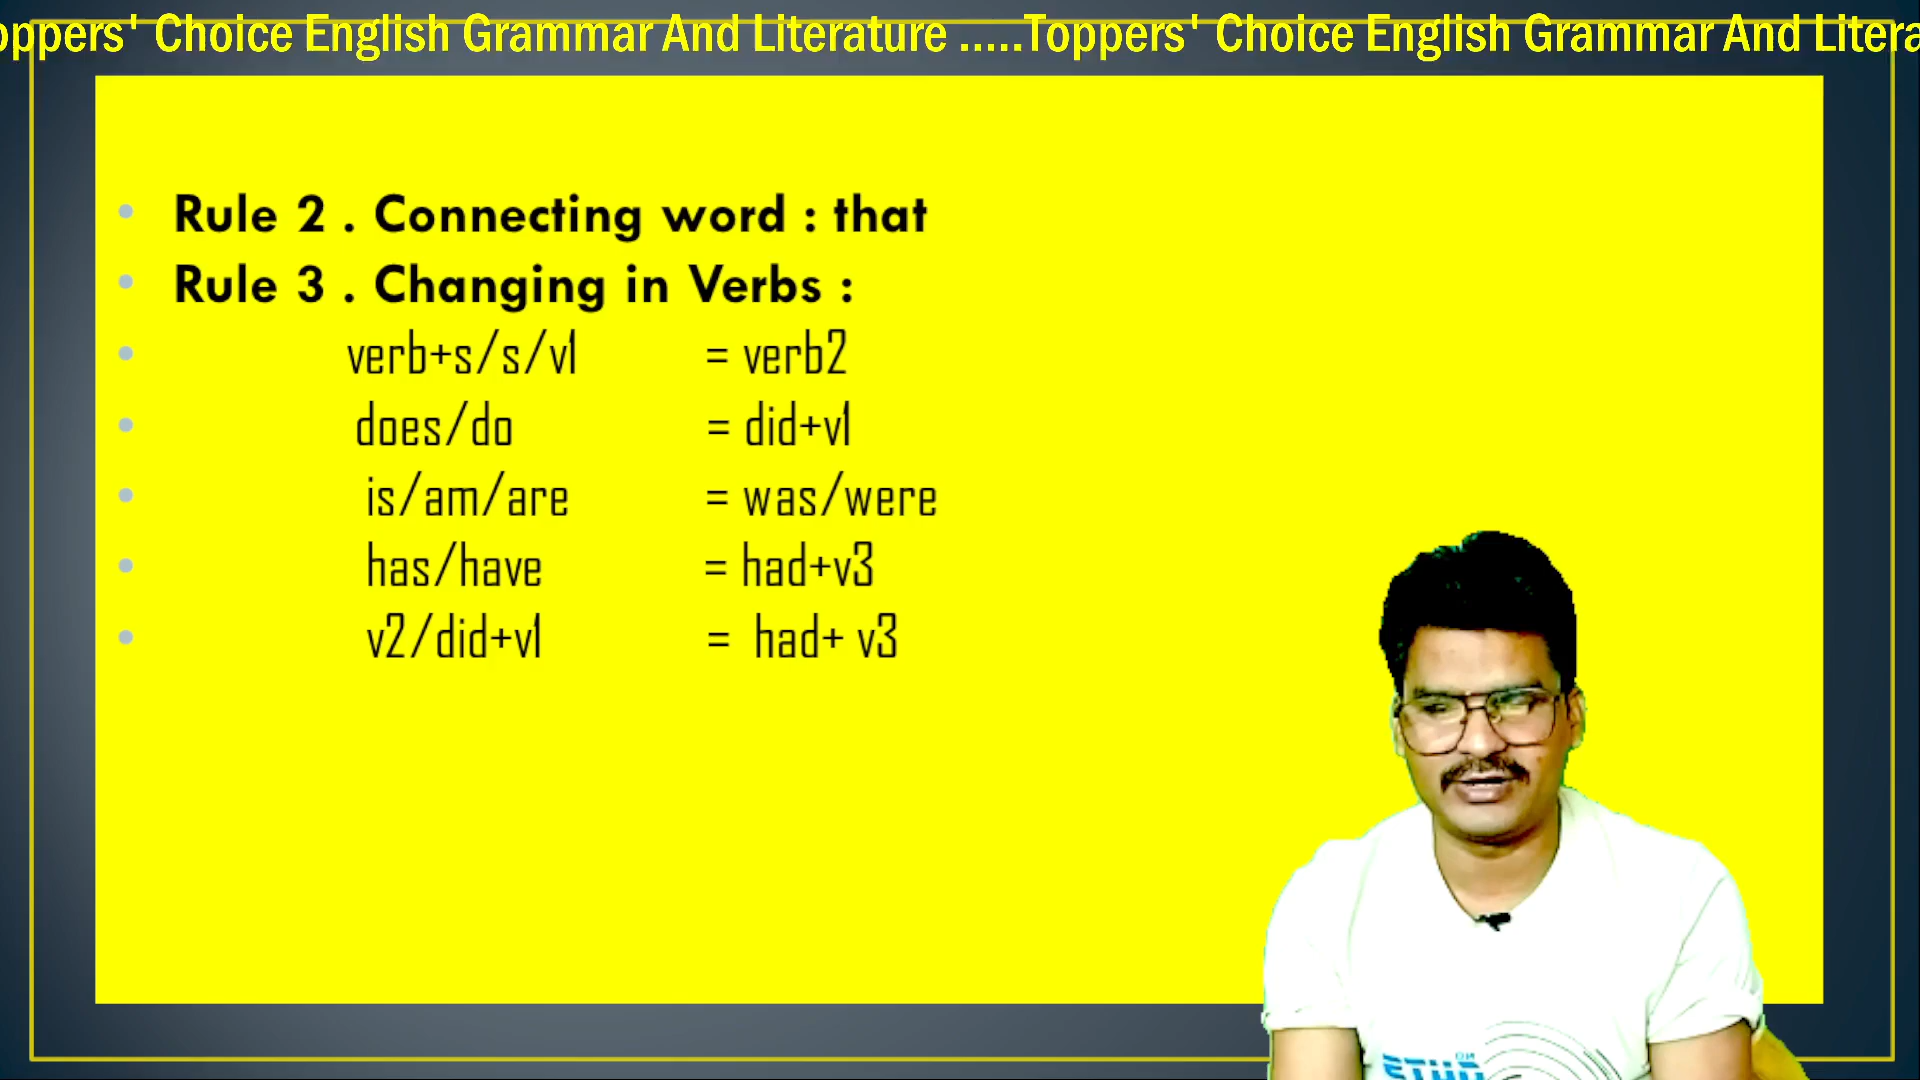 oppers' Choice English Grammar And Literature .....Toppers' Choice English Grammar And Litera
• Rule 2 . Connecting word : that
• Rule 3 . Changing in Verbs :
• verb+s/s/v1 = verb2
• does/do = did+v1
• is/am/are = was/were
• has/have = had+v3
• v2/did+v1 = had+ v3